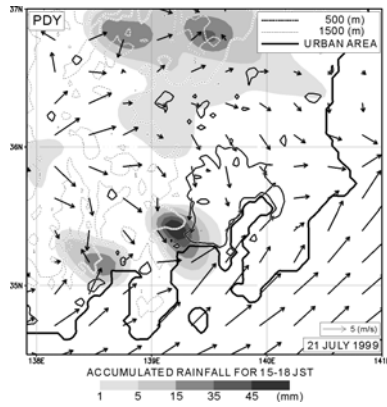 37N
PDY
500 (m)
1500 (m)
URBAN AREA
36N
35N
5 (m/s)
21 JULY 1999
138E 139E 140E 141E
ACCUMULATED RAINFALL FOR 15-18 JST
1 5 15 35 45 (mm)